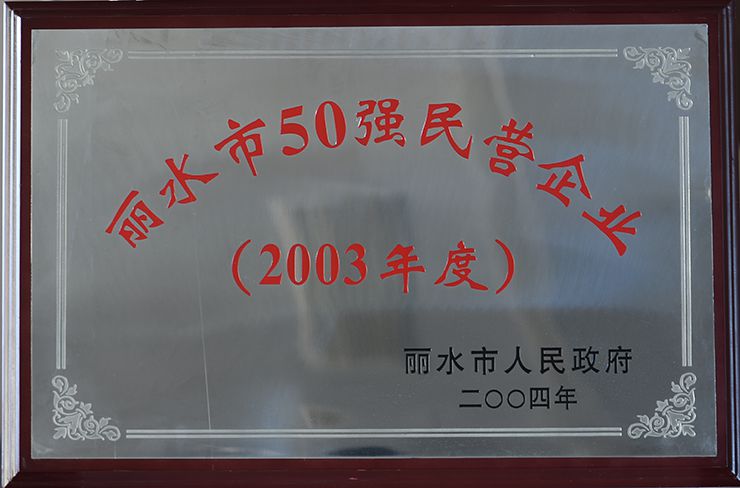 丽水市50强民营企业
(2003年度)
丽水市人民政府
二〇〇四年